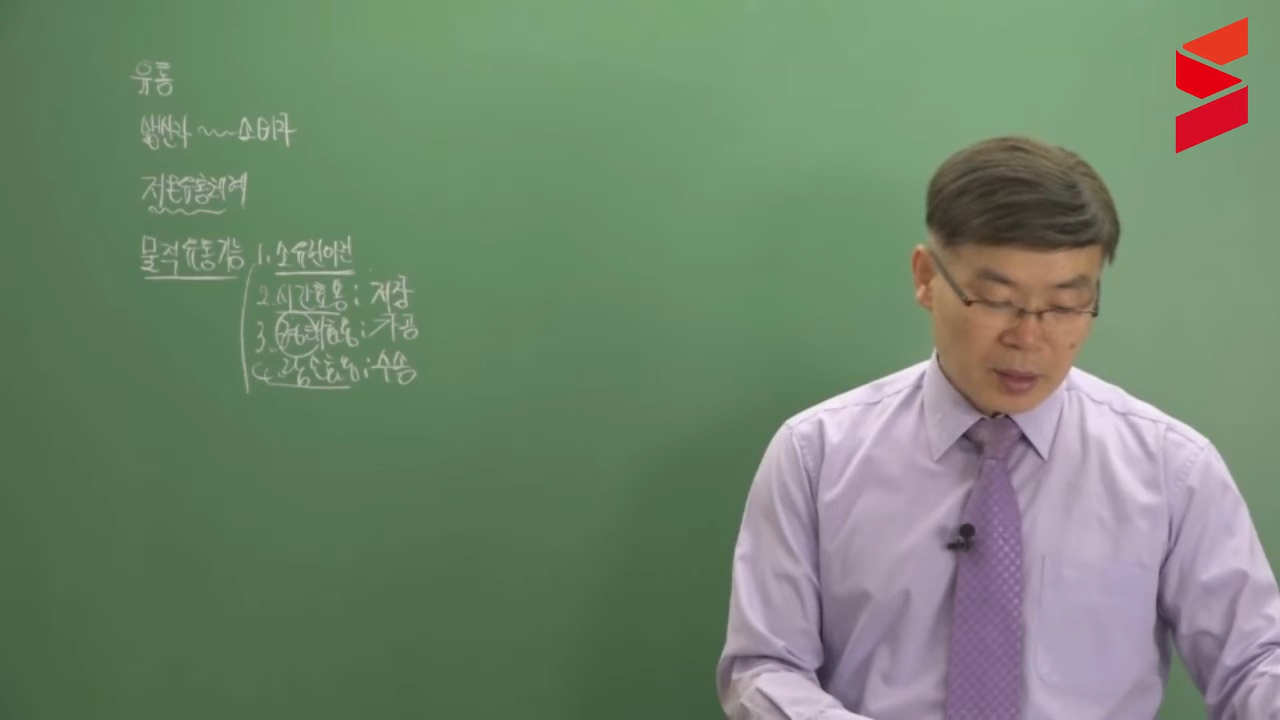 유통
생산자 ~ 소비자
저온유통체계
물적유통기능 1. 소유권이전
2. 시간효용 : 저장
3. 형태효용 : 가공
4. 장소효용 : 수송